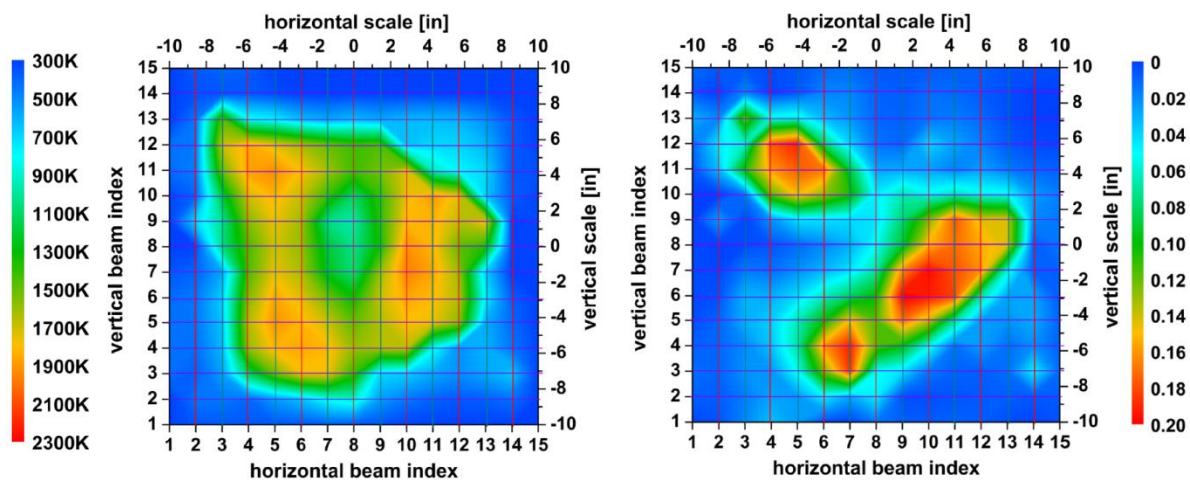 horizontal scale [in]
-10 -8 -6 -4 -2 0 2 4 6 8 10
300K
500K
700K
900K
1100K
1300K
1500K
1700K
1900K
2100K
2300K
vertical beam index
15
14
13
12
11
10
9
8
7
6
5
4
3
2
1
10
8
6
4
2
0
-2
-4
-6
-8
-10
vertical scale [in]
1 2 3 4 5 6 7 8 9 10 11 12 13 14 15
horizontal beam index
horizontal scale [in]
-10 -8 -6 -4 -2 0 2 4 6 8 10
vertical beam index
15
14
13
12
11
10
9
8
7
6
5
4
3
2
1
10
8
6
4
2
0
-2
-4
-6
-8
-10
vertical scale [in]
1 2 3 4 5 6 7 8 9 10 11 12 13 14 15
horizontal beam index
0
0.02
0.04
0.06
0.08
0.10
0.12
0.14
0.16
0.18
0.20